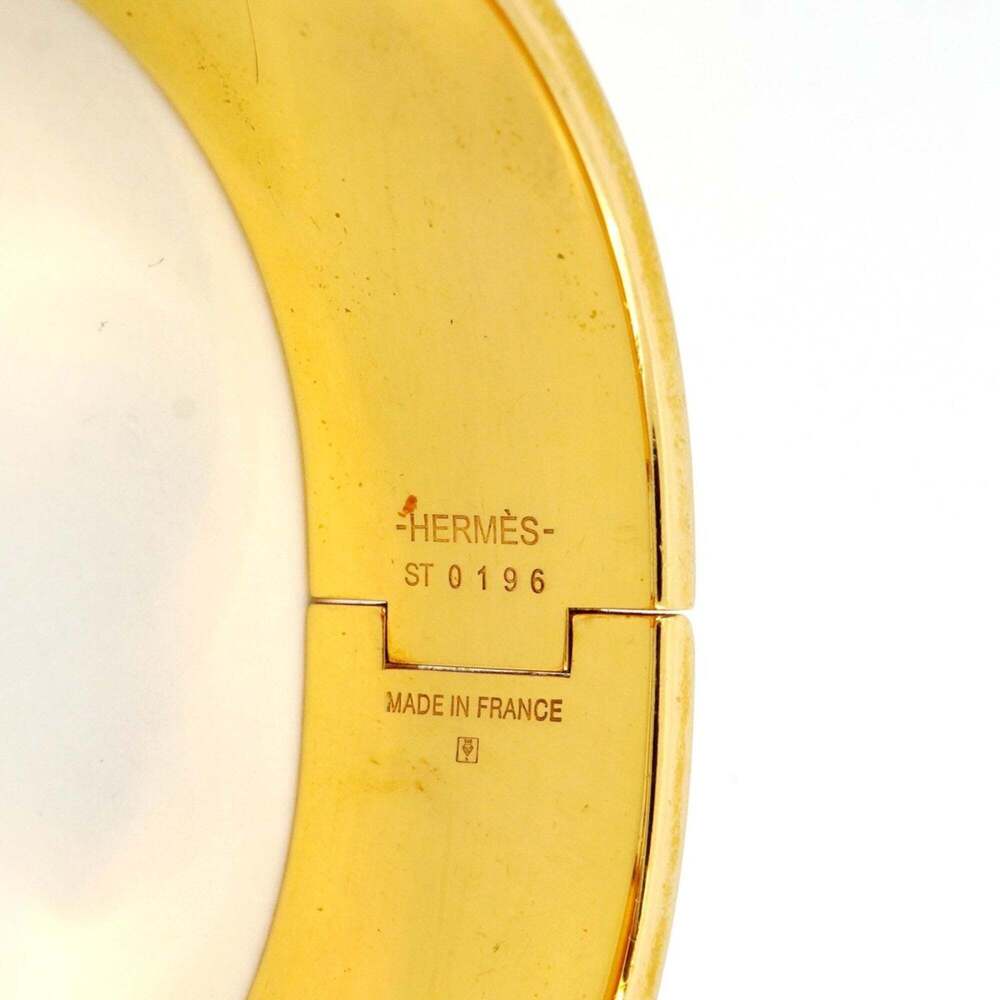 -HERMÈS-
ST 0196
MADE IN FRANCE